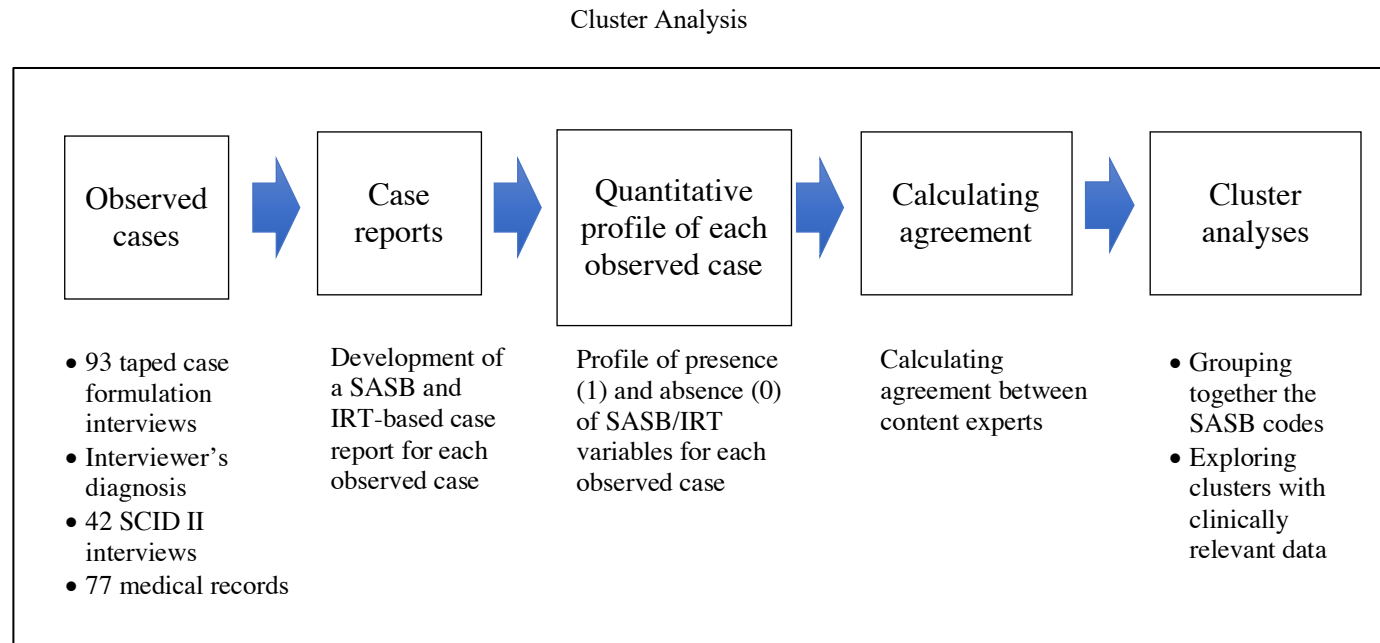 Cluster Analysis
Observed
cases
Case
reports
Quantitative
profile of each
observed case
Calculating
agreement
Cluster
analyses
• 93 taped case
formulation
interviews
• Interviewer's
diagnosis
• 42 SCID II
interviews
• 77 medical records
Development of
a SASB and
IRT-based case
report for each
observed case
Profile of presence
(1) and absence (0)
of SASB/IRT
variables for each
observed case
Calculating
agreement between
content experts
• Grouping
together the
SASB codes
• Exploring
clusters with
clinically
relevant data